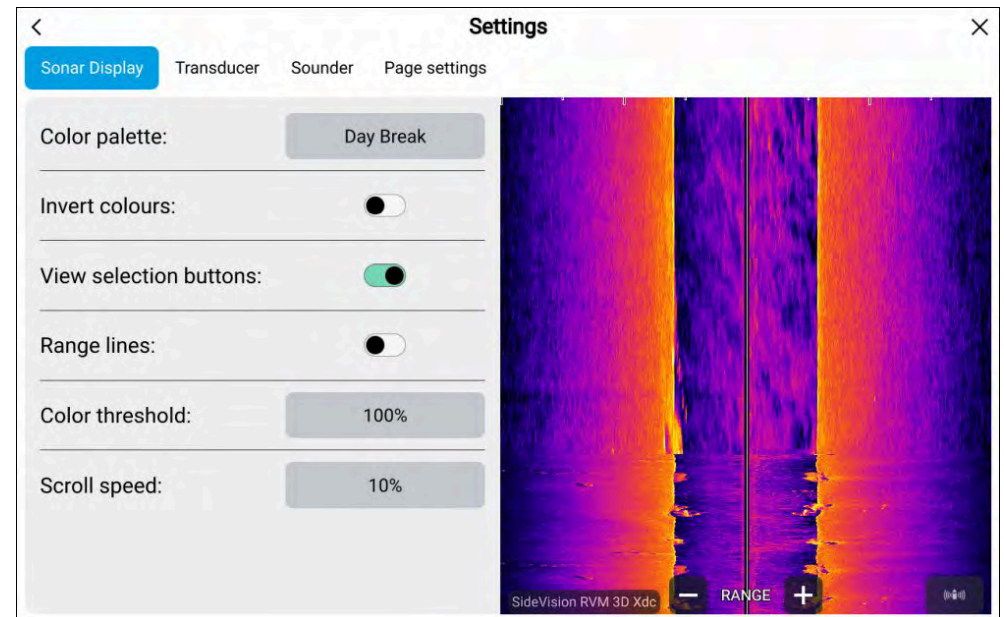 Settings
Sonar Display Transducer Sounder Page settings
Color palette: Day Break
Invert colours:
View selection buttons:
Range lines:
Color threshold: 100%
Scroll speed: 10%
SideVision RVM 3D Xdc − RANGE +